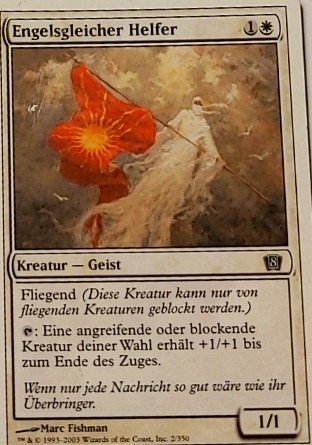 Engelsgleicher Helfer 1
Kreatur — Geist 8
Fliegend (Diese Kreatur kann nur von
fliegenden Kreaturen geblockt werden.)
: Eine angreifende oder blockende
Kreatur deiner Wahl erhält +1/+1 bis
zum Ende des Zuges.
Wenn nur jede Nachricht so gut wäre wie ihr
Überbringer.
Marc Fishman
™ & © 1993–2003 Wizards of the Coast, Inc. 2/350
1/1